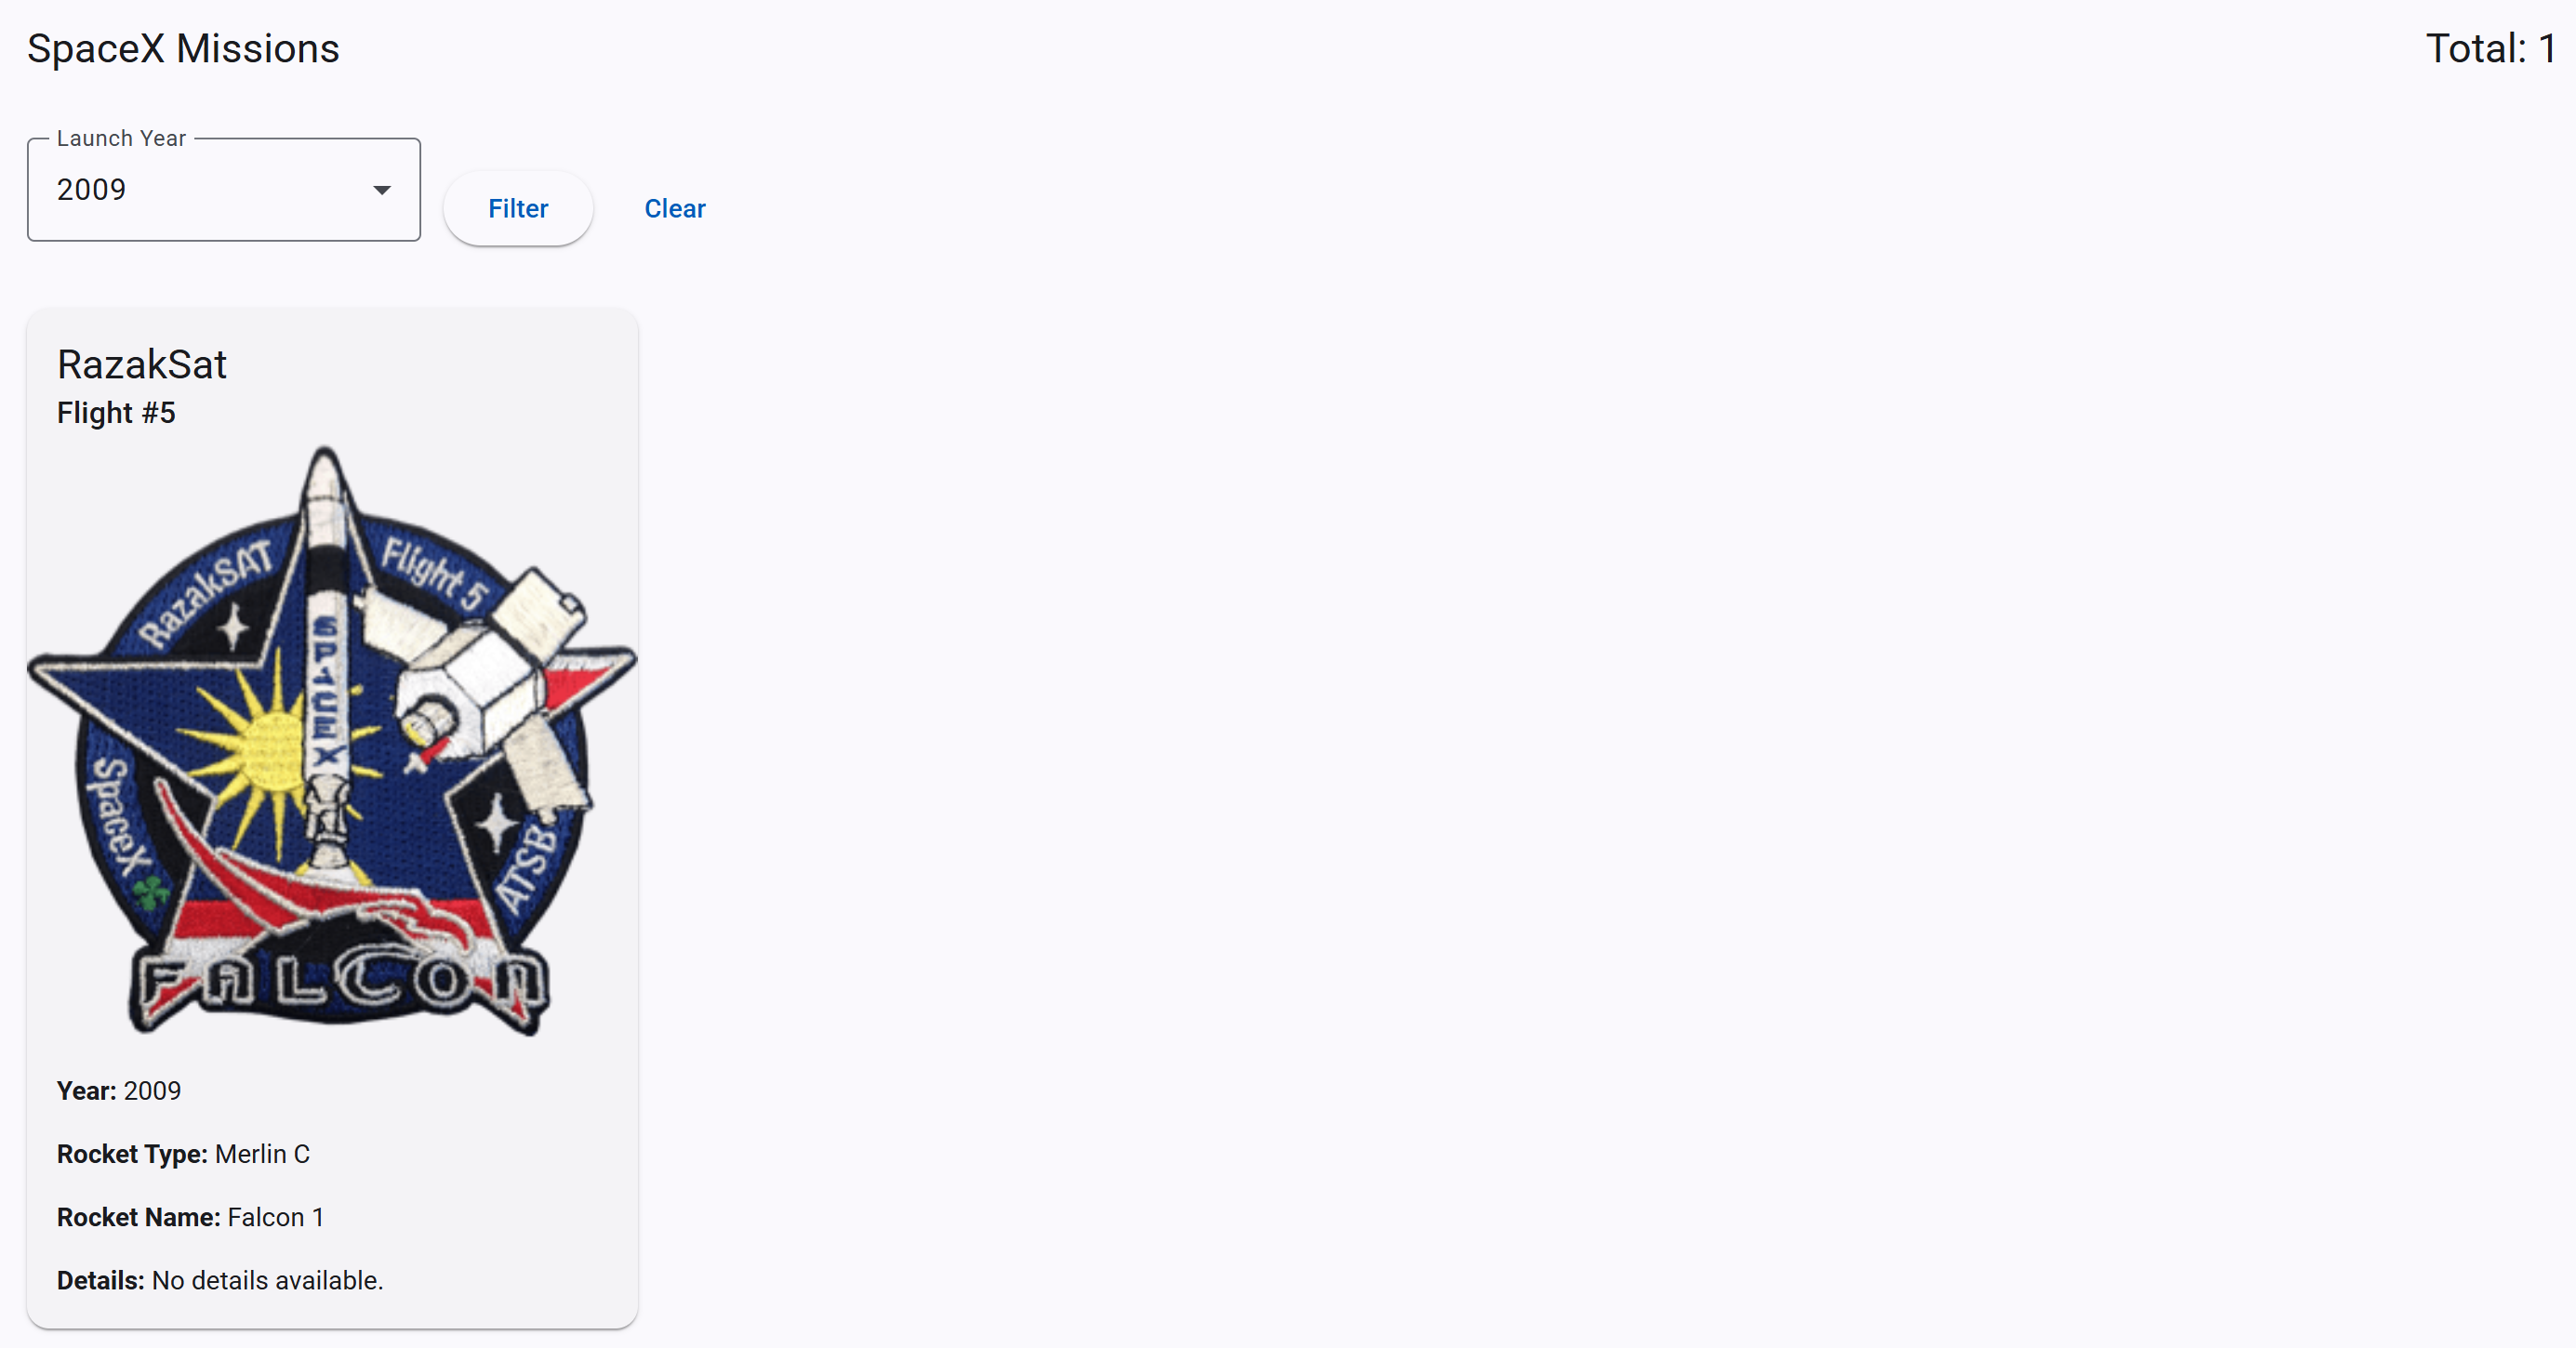 SpaceX Missions
Total: 1
Launch Year
2009
Filter
Clear
RazakSat
Flight #5
RazakSAT
Flight 5
SPACEX
SpaceX
ATSB
FALCON
Year: 2009
Rocket Type: Merlin C
Rocket Name: Falcon 1
Details: No details available.